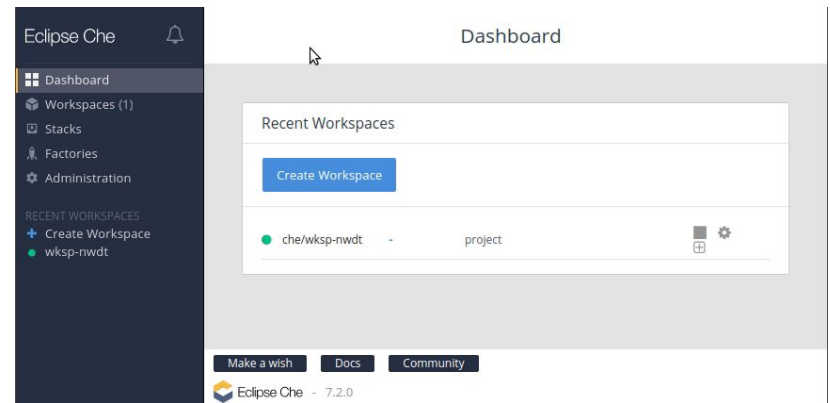 Eclipse Che
Dashboard
Workspaces (1)
Stacks
Factories
Administration
RECENT WORKSPACES
Create Workspace
wksp-nwdt
Dashboard
Recent Workspaces
Create Workspace
che/wksp-nwdt - project
Make a wish Docs Community
Eclipse Che - 7.2.0